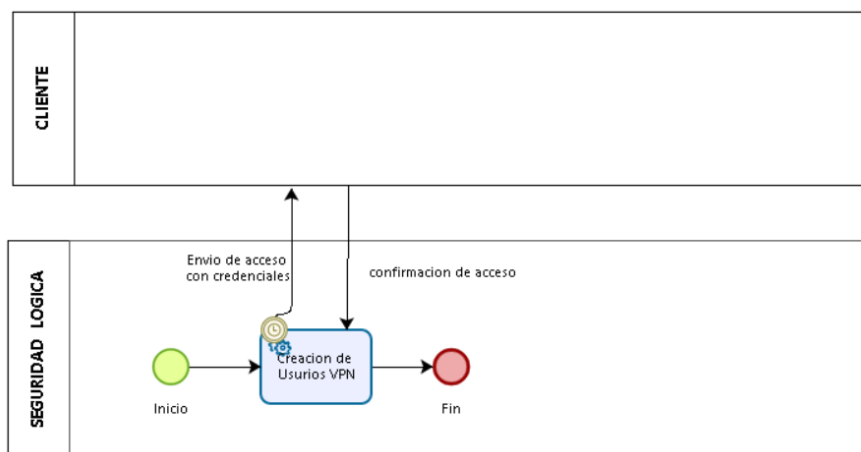 CLIENTE
SEGURIDAD LOGICA
Envio de acceso
con credenciales
confirmacion de acceso
Creacion de
Usurios VPN
Inicio
Fin